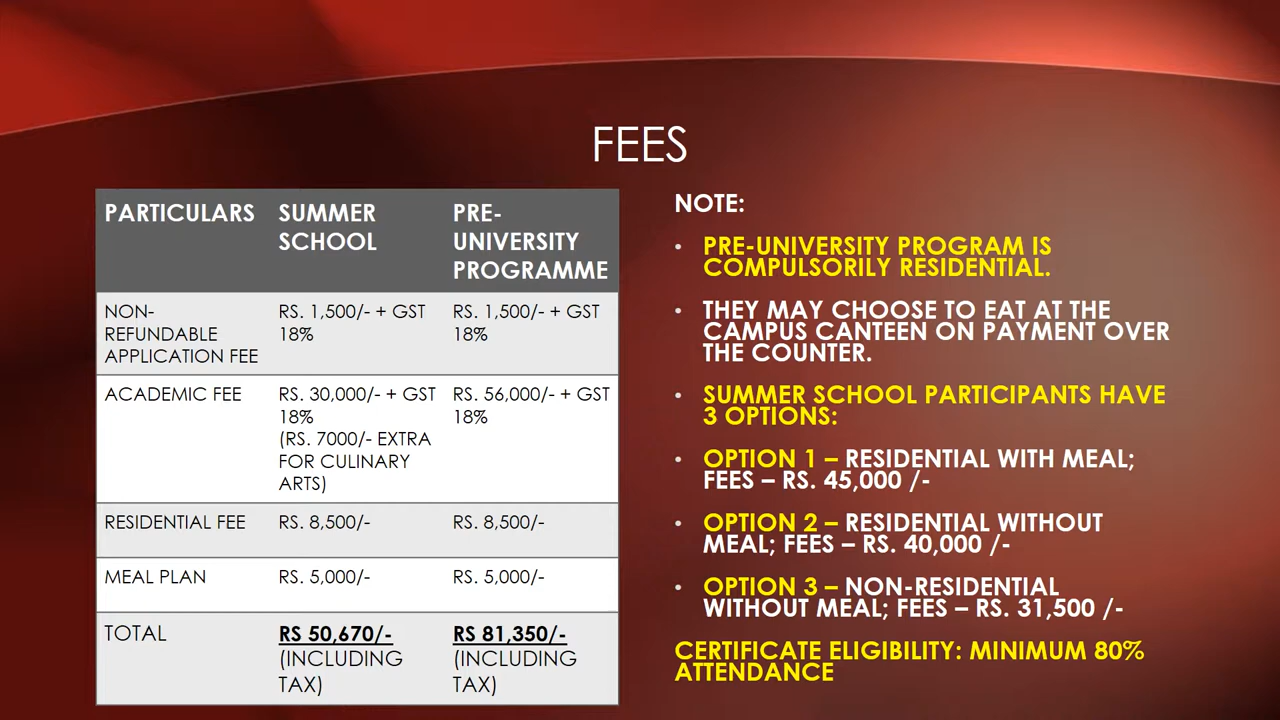 FEES
PARTICULARS
SUMMER
SCHOOL
PRE-
UNIVERSITY
PROGRAMME
NON-
REFUNDABLE
APPLICATION FEE
RS. 1,500/- + GST
18%
RS. 1,500/- + GST
18%
ACADEMIC FEE
RS. 30,000/- + GST
18%
(RS. 7000/- EXTRA
FOR CULINARY
ARTS)
RS. 56,000/- + GST
18%
RESIDENTIAL FEE
RS. 8,500/-
RS. 8,500/-
MEAL PLAN
RS. 5,000/-
RS. 5,000/-
TOTAL
RS 50,670/-
(INCLUDING
TAX)
RS 81,350/-
(INCLUDING
TAX)
NOTE:
• PRE-UNIVERSITY PROGRAM IS
COMPULSORILY RESIDENTIAL.
• THEY MAY CHOOSE TO EAT AT THE
CAMPUS CANTEEN ON PAYMENT OVER
THE COUNTER.
• SUMMER SCHOOL PARTICIPANTS HAVE
3 OPTIONS:
• OPTION 1 – RESIDENTIAL WITH MEAL;
FEES – RS. 45,000 /-
• OPTION 2 – RESIDENTIAL WITHOUT
MEAL; FEES – RS. 40,000 /-
• OPTION 3 – NON-RESIDENTIAL
WITHOUT MEAL; FEES – RS. 31,500 /-
CERTIFICATE ELIGIBILITY: MINIMUM 80%
ATTENDANCE